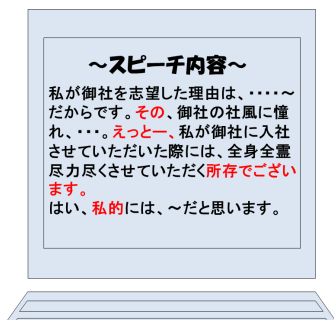 ～スピーチ内容～
私が御社を志望した理由は、・・・・～
だからです。その、御社の社風に憧
れ、・・・。えっとー、私が御社に入社
させていただいた際には、全身全霊
尽力尽くさせていただく所存でござい
ます。
はい、私的には、～だと思います。